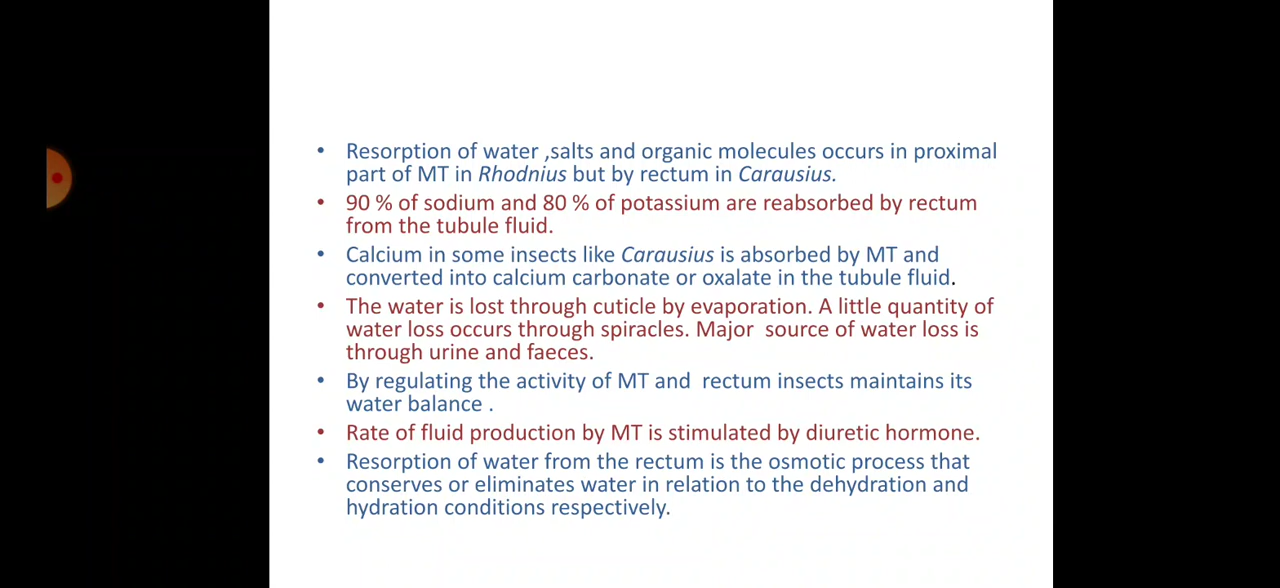 • Resorption of water ,salts and organic molecules occurs in proximal
part of MT in Rhodnius but by rectum in Carausius.
• 90 % of sodium and 80 % of potassium are reabsorbed by rectum
from the tubule fluid.
• Calcium in some insects like Carausius is absorbed by MT and
converted into calcium carbonate or oxalate in the tubule fluid.
• The water is lost through cuticle by evaporation. A little quantity of
water loss occurs through spiracles. Major source of water loss is
through urine and faeces.
• By regulating the activity of MT and rectum insects maintains its
water balance .
• Rate of fluid production by MT is stimulated by diuretic hormone.
• Resorption of water from the rectum is the osmotic process that
conserves or eliminates water in relation to the dehydration and
hydration conditions respectively.